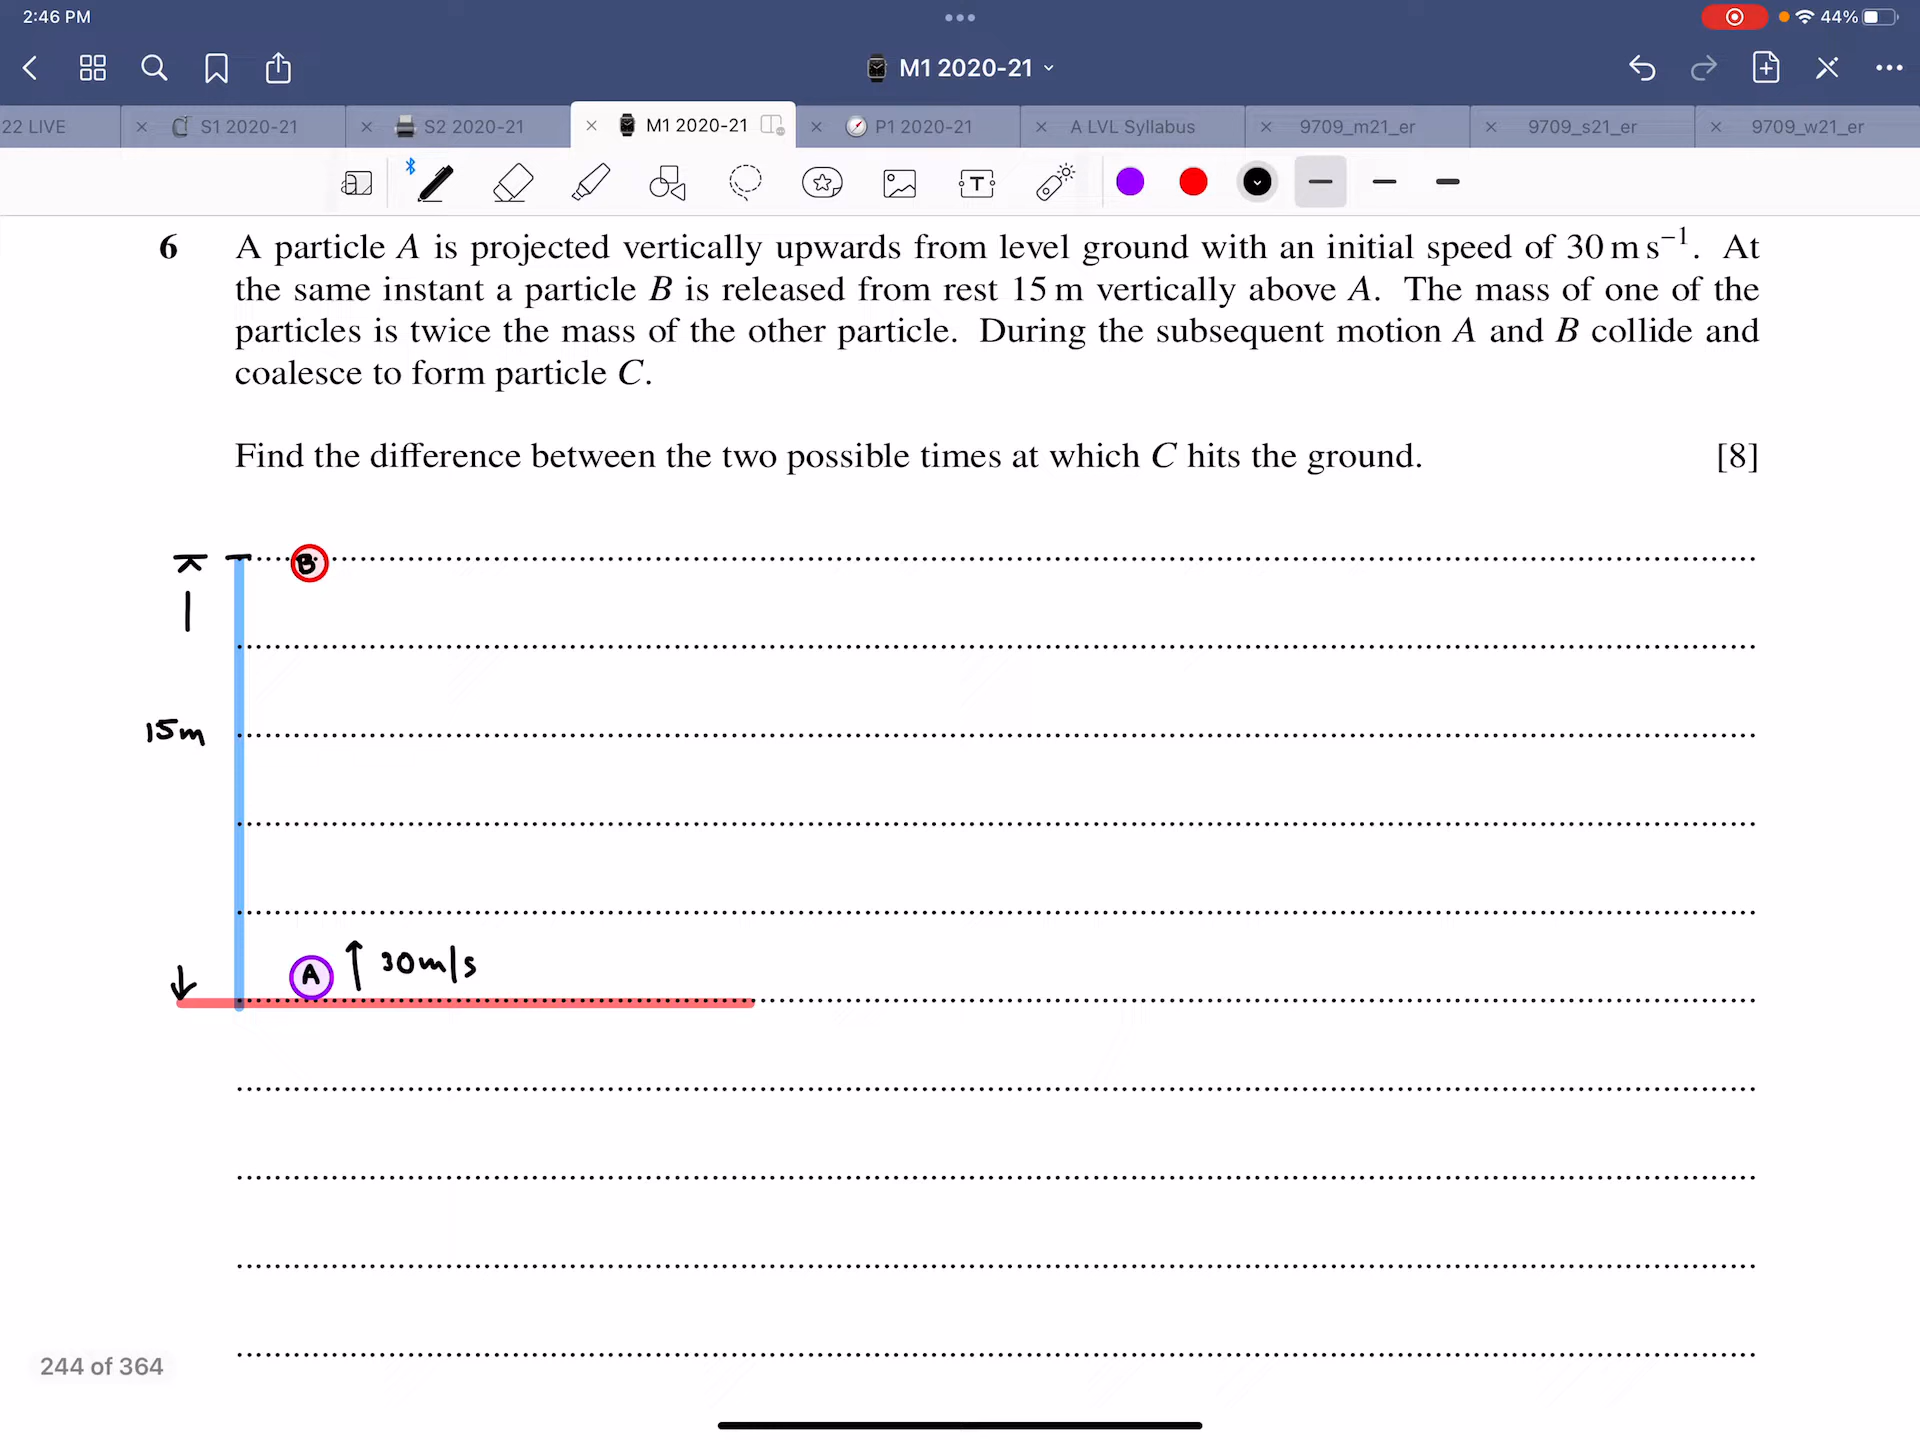 2:46 PM
44%
M1 2020-21
22 LIVE
S1 2020-21
S2 2020-21
M1 2020-21
P1 2020-21
A LVL Syllabus
9709_m21_er
9709_s21_er
9709_w21_er
6 A particle A is projected vertically upwards from level ground with an initial speed of 30 m s⁻¹. At
the same instant a particle B is released from rest 15 m vertically above A. The mass of one of the
particles is twice the mass of the other particle. During the subsequent motion A and B collide and
coalesce to form particle C.
Find the difference between the two possible times at which C hits the ground. [8]
B
15m
A 30m/s
244 of 364